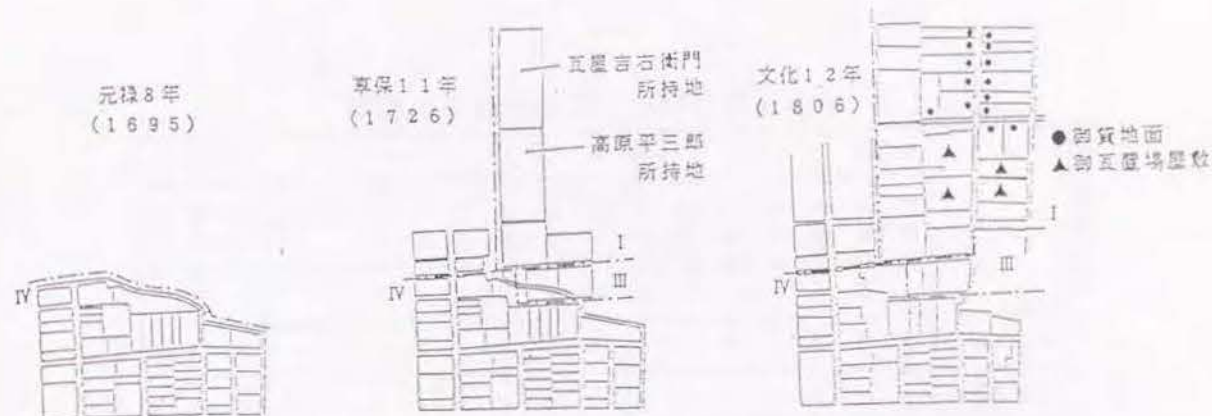 元禄8年
(1695)
享保11年
(1726)
瓦屋吉右衛門
所持地
高原平三郎
所持地
文化12年
(1806)
●御貸地面
▲御瓦置場屋敷
I
III
IV
I
III
IV
IV